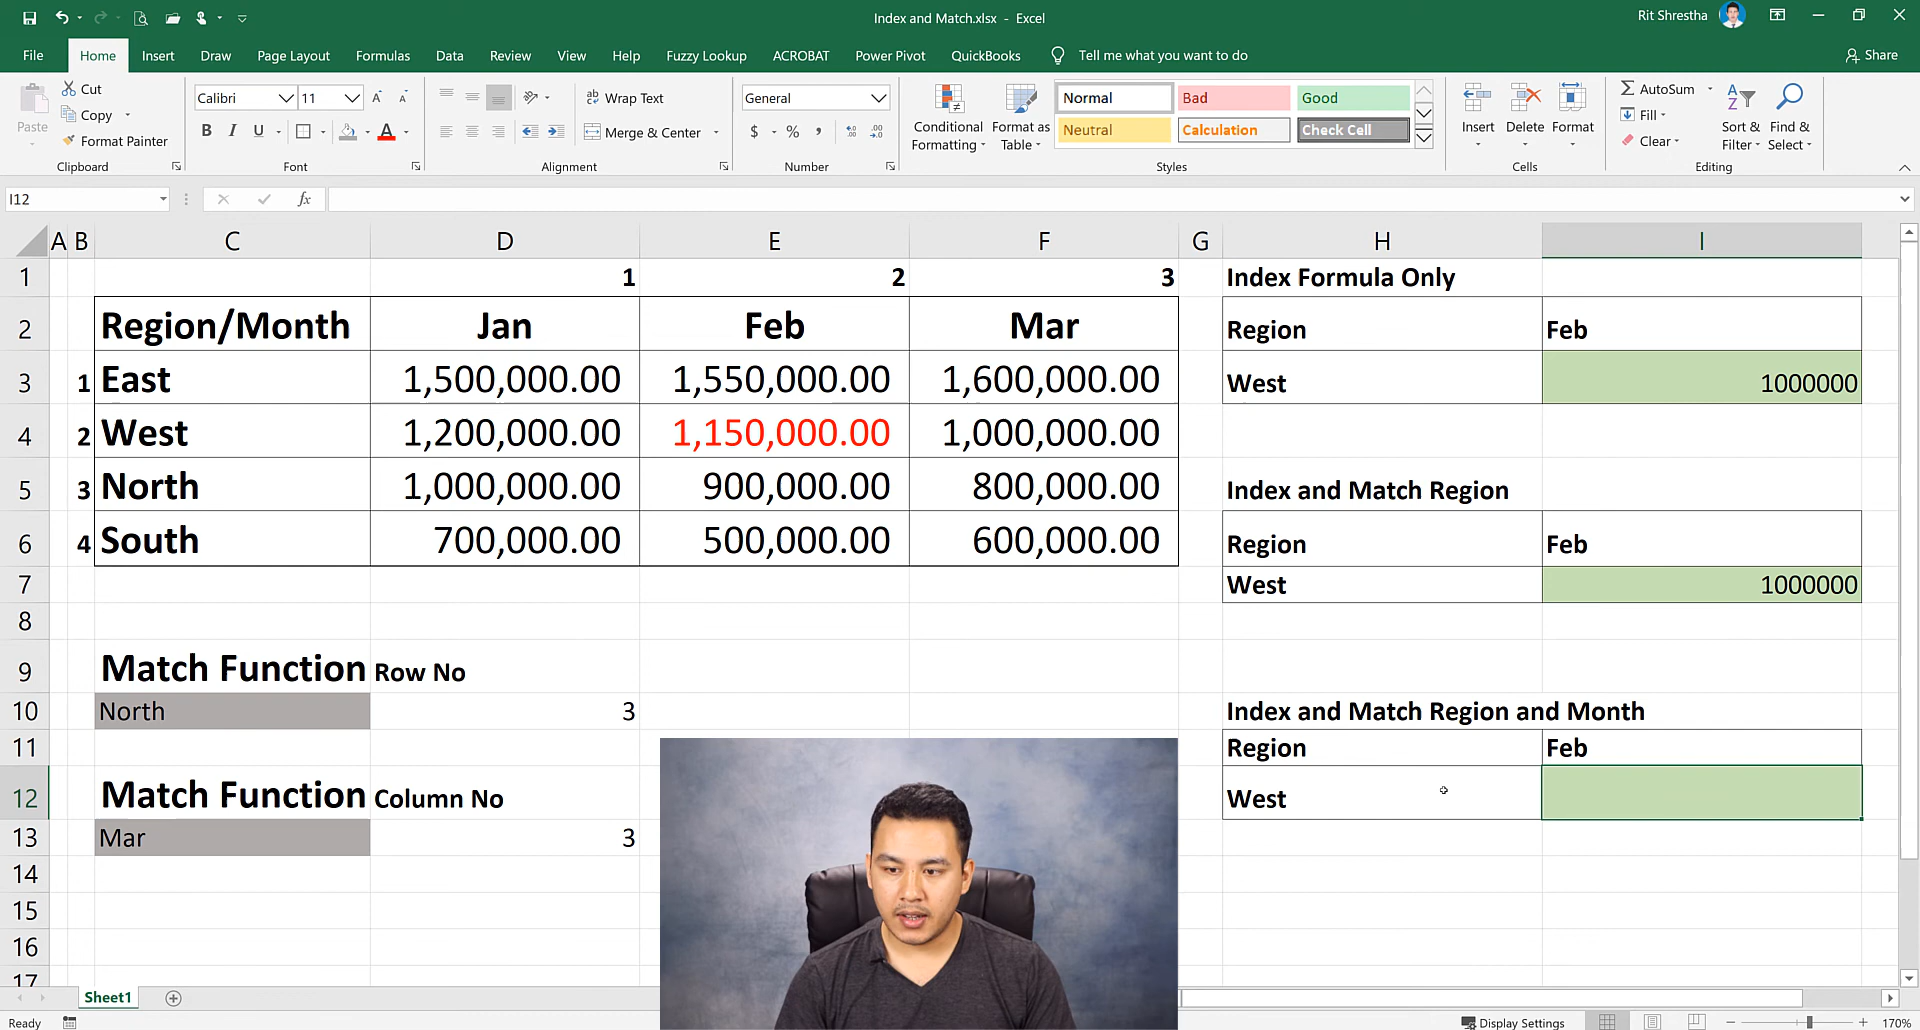 Index and Match.xlsx - Excel
Rit Shrestha
File Home Insert Draw Page Layout Formulas Data Review View Help Fuzzy Lookup ACROBAT Power Pivot QuickBooks Tell me what you want to do Share
Paste
Cut
Copy
Format Painter
Clipboard
Calibri 11
B I U
Font
Wrap Text
Merge & Center
Alignment
General
$ % ,
Number
Conditional Formatting
Format as Table
Normal Bad Good
Neutral Calculation Check Cell
Styles
Insert Delete Format
Cells
AutoSum
Fill
Clear
Sort & Filter
Find & Select
Editing
I12
fx
A B C D E F G H I
1 1 2 3 Index Formula Only
2 Region/Month Jan Feb Mar Region Feb
3 1 East 1,500,000.00 1,550,000.00 1,600,000.00 West 1000000
4 2 West 1,200,000.00 1,150,000.00 1,000,000.00
5 3 North 1,000,000.00 900,000.00 800,000.00 Index and Match Region
6 4 South 700,000.00 500,000.00 600,000.00 Region Feb
7 West 1000000
8
9 Match Function Row No
10 North 3 Index and Match Region and Month
11 Region Feb
12 Match Function Column No West
13 Mar 3
14
15
16
17
Sheet1
Ready
Display Settings
170%